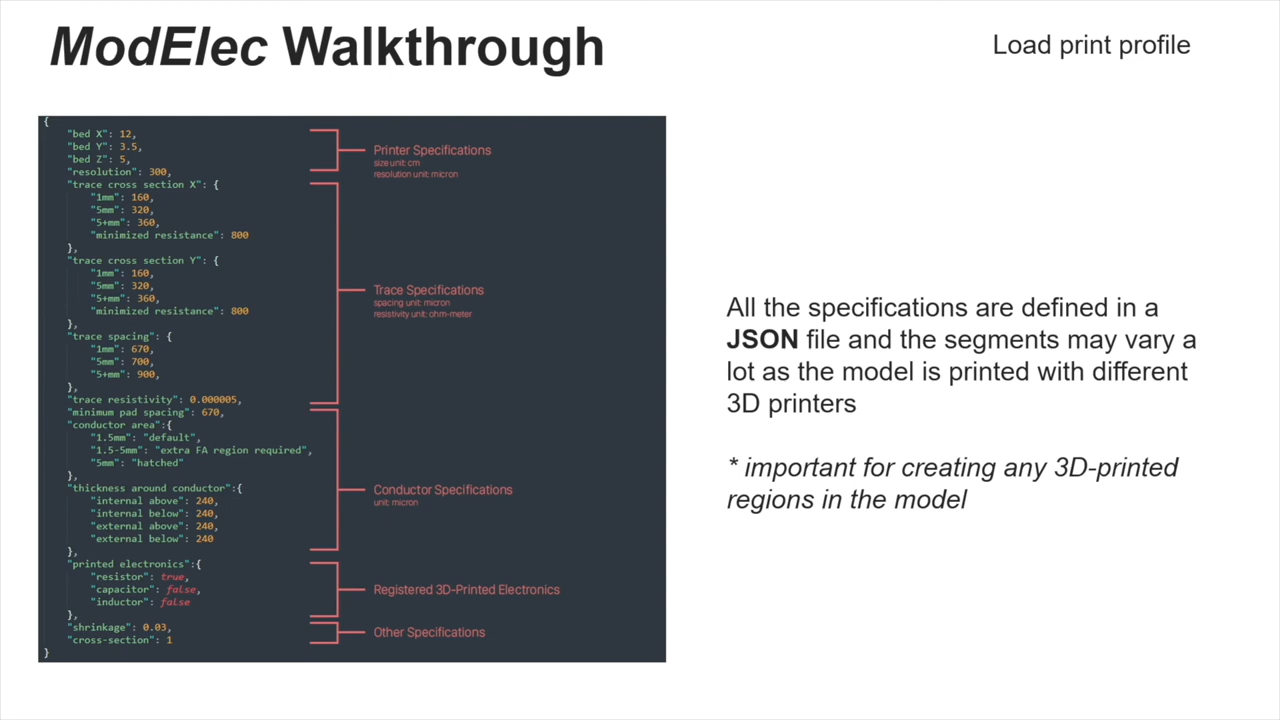 ModElec Walkthrough
Load print profile
{
"bed X": 12,
"bed Y": 3.5,
"bed Z": 5,
"resolution": 300,
"trace cross section X": {
"1mm": 160,
"5mm": 320,
"5+mm": 360,
"minimized resistance": 800
},
"trace cross section Y": {
"1mm": 160,
"5mm": 320,
"5+mm": 360,
"minimized resistance": 800
},
"trace spacing": {
"1mm": 670,
"5mm": 700,
"5+mm": 900,
},
"trace resistivity": 0.000005,
"minimum pad spacing": 670,
"conductor area":{
"1.5mm": "default",
"1.5-5mm": "extra FA region required",
"5mm": "hatched"
},
"thickness around conductor":{
"internal above": 240,
"internal below": 240,
"external above": 240,
"external below": 240
},
"printed electronics":{
"resistor": true,
"capacitor": false,
"inductor": false
},
"shrinkage": 0.03,
"cross-section": 1
}
Printer Specifications
size unit: cm
resolution unit: micron
Trace Specifications
spacing unit: micron
resistivity unit: ohm-meter
Conductor Specifications
unit: micron
Registered 3D-Printed Electronics
Other Specifications
All the specifications are defined in a
JSON file and the segments may vary a
lot as the model is printed with different
3D printers
* important for creating any 3D-printed
regions in the model